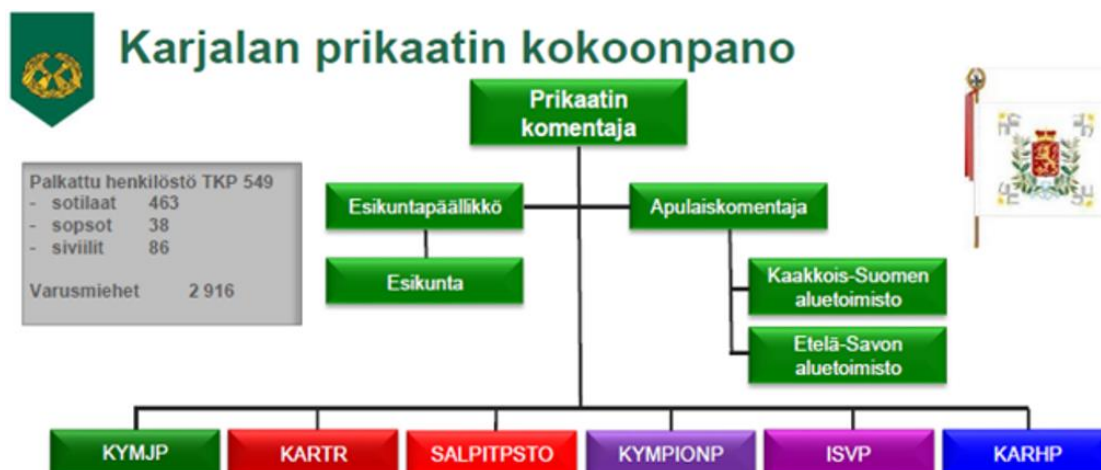 Karjalan prikaatin kokoonpano
Prikaatin
komentaja
Palkattu henkilöstö TKP 549
- sotilaat 463
- sopsot 38
- siviilit 86
Varusmiehet 2 916
Esikuntapäällikkö
Apulaiskomentaja
Esikunta
Kaakkois-Suomen
aluetoimisto
Etelä-Savon
aluetoimisto
KYMJP
KARTR
SALPITPSTO
KYMPIONP
ISVP
KARHP